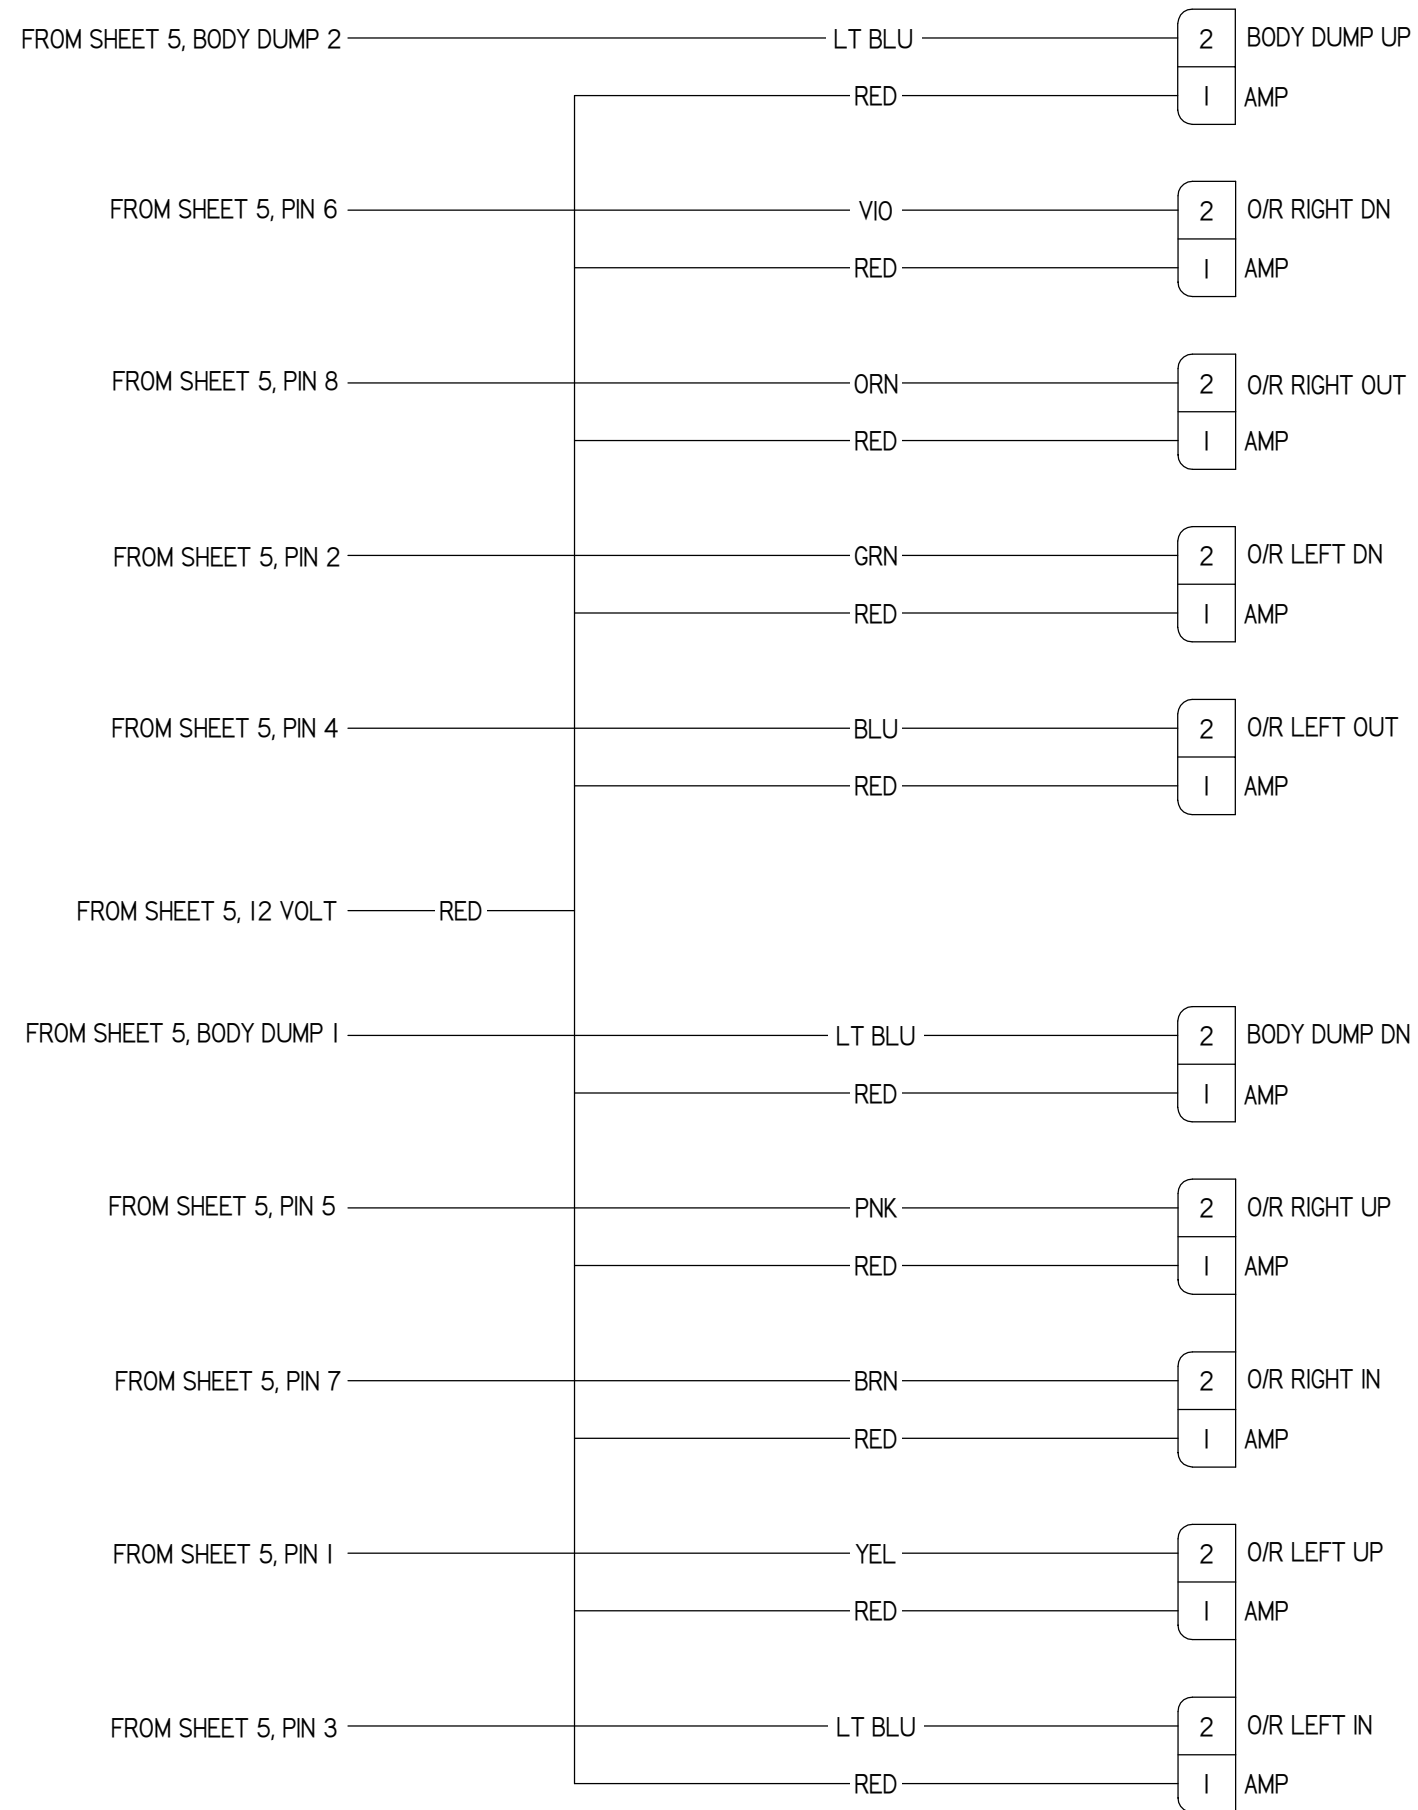 FROM SHEET 5, BODY DUMP 2 LT BLU 2 BODY DUMP UP
RED 1 AMP
FROM SHEET 5, PIN 6 VIO 2 O/R RIGHT DN
RED 1 AMP
FROM SHEET 5, PIN 8 ORN 2 O/R RIGHT OUT
RED 1 AMP
FROM SHEET 5, PIN 2 GRN 2 O/R LEFT DN
RED 1 AMP
FROM SHEET 5, PIN 4 BLU 2 O/R LEFT OUT
RED 1 AMP
FROM SHEET 5, 12 VOLT RED
FROM SHEET 5, BODY DUMP 1 LT BLU 2 BODY DUMP DN
RED 1 AMP
FROM SHEET 5, PIN 5 PNK 2 O/R RIGHT UP
RED 1 AMP
FROM SHEET 5, PIN 7 BRN 2 O/R RIGHT IN
RED 1 AMP
FROM SHEET 5, PIN 1 YEL 2 O/R LEFT UP
RED 1 AMP
FROM SHEET 5, PIN 3 LT BLU 2 O/R LEFT IN
RED 1 AMP